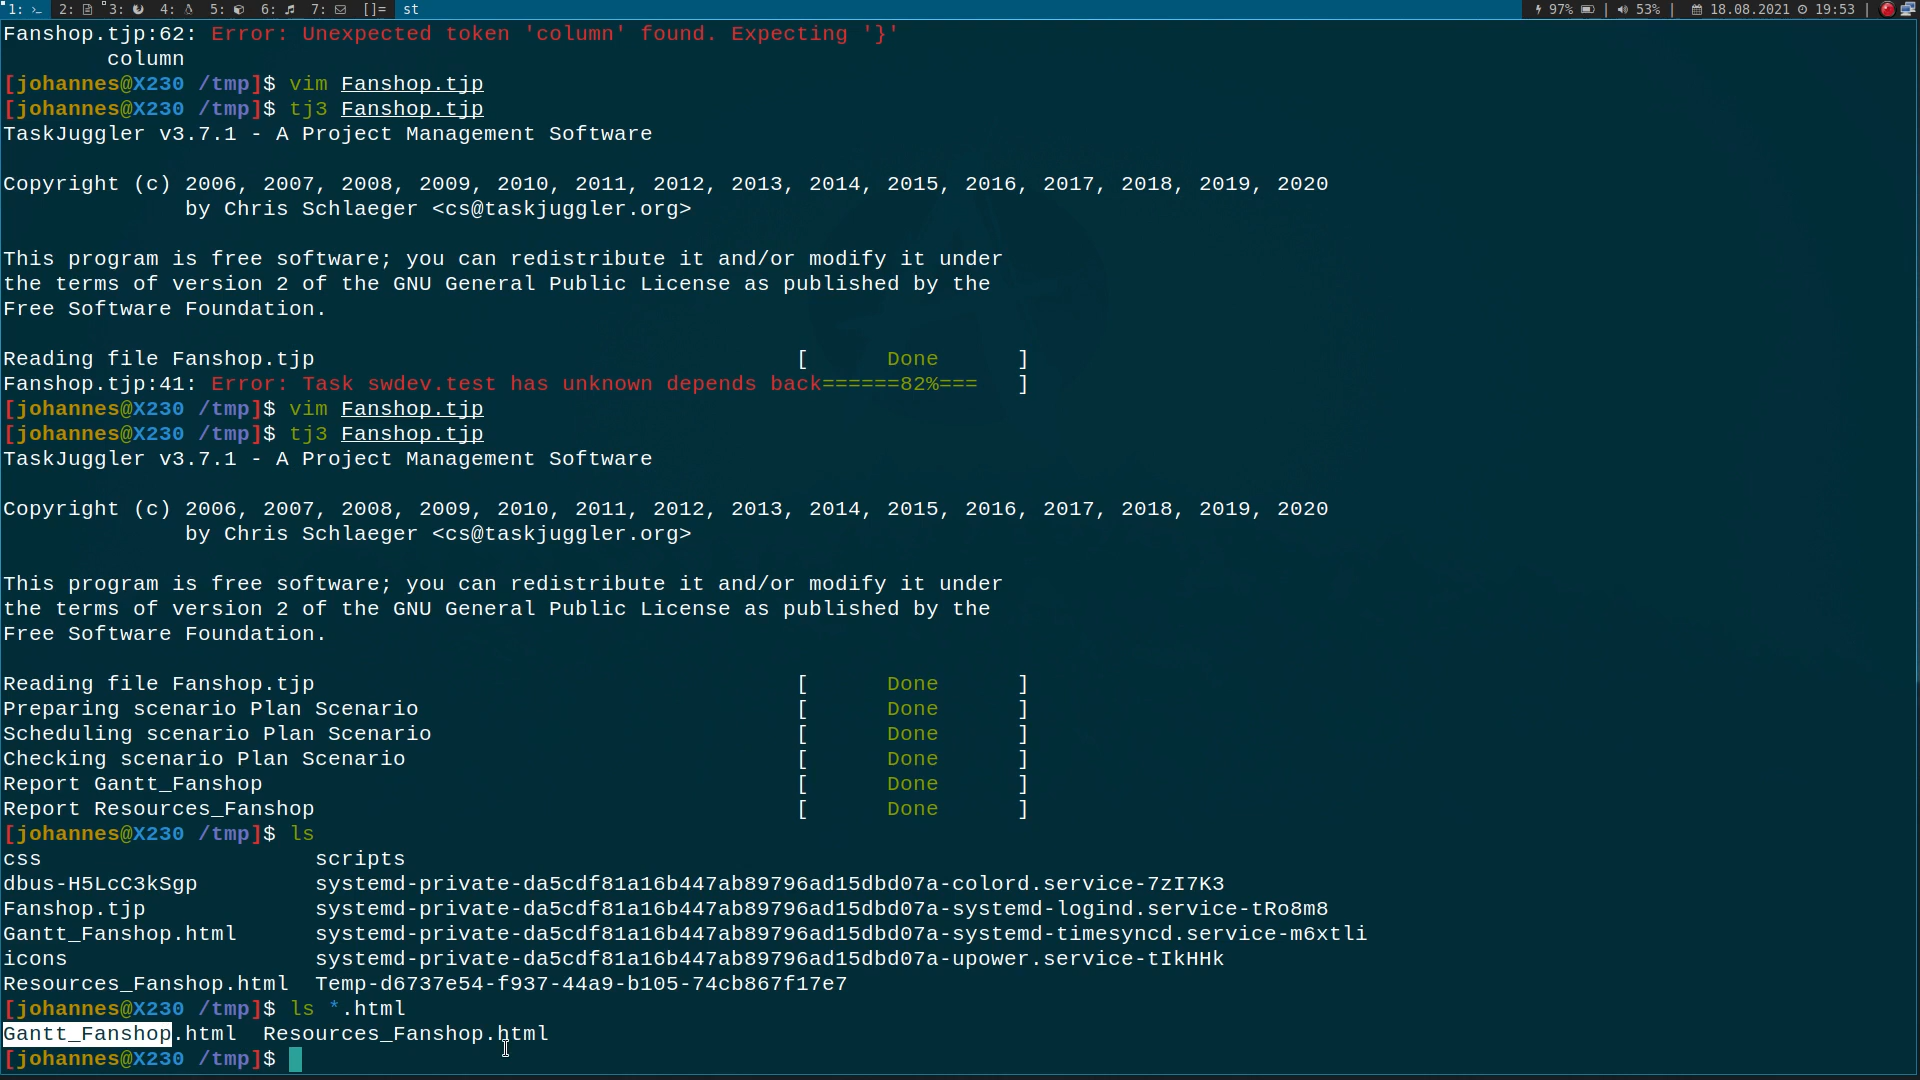 1: 2: 3: 4: 5: 6: 7: []= st 97% | 53% | 18.08.2021 19:53 |
Fanshop.tjp:62: Error: Unexpected token 'column' found. Expecting '}'
        column
[johannes@X230 /tmp]$ vim Fanshop.tjp
[johannes@X230 /tmp]$ tj3 Fanshop.tjp
TaskJuggler v3.7.1 - A Project Management Software
Copyright (c) 2006, 2007, 2008, 2009, 2010, 2011, 2012, 2013, 2014, 2015, 2016, 2017, 2018, 2019, 2020
              by Chris Schlaeger <cs@taskjuggler.org>
This program is free software; you can redistribute it and/or modify it under
the terms of version 2 of the GNU General Public License as published by the
Free Software Foundation.
Reading file Fanshop.tjp                                     [      Done      ]
Fanshop.tjp:41: Error: Task swdev.test has unknown depends back======82%===   ]
[johannes@X230 /tmp]$ vim Fanshop.tjp
[johannes@X230 /tmp]$ tj3 Fanshop.tjp
TaskJuggler v3.7.1 - A Project Management Software
Copyright (c) 2006, 2007, 2008, 2009, 2010, 2011, 2012, 2013, 2014, 2015, 2016, 2017, 2018, 2019, 2020
              by Chris Schlaeger <cs@taskjuggler.org>
This program is free software; you can redistribute it and/or modify it under
the terms of version 2 of the GNU General Public License as published by the
Free Software Foundation.
Reading file Fanshop.tjp                                     [      Done      ]
Preparing scenario Plan Scenario                             [      Done      ]
Scheduling scenario Plan Scenario                            [      Done      ]
Checking scenario Plan Scenario                              [      Done      ]
Report Gantt_Fanshop                                         [      Done      ]
Report Resources_Fanshop                                     [      Done      ]
[johannes@X230 /tmp]$ ls
css                     scripts
dbus-H5LcC3kSgp         systemd-private-da5cdf81a16b447ab89796ad15dbd07a-colord.service-7zI7K3
Fanshop.tjp             systemd-private-da5cdf81a16b447ab89796ad15dbd07a-systemd-logind.service-tRo8m8
Gantt_Fanshop.html      systemd-private-da5cdf81a16b447ab89796ad15dbd07a-systemd-timesyncd.service-m6xtli
icons                   systemd-private-da5cdf81a16b447ab89796ad15dbd07a-upower.service-tIkHHk
Resources_Fanshop.html  Temp-d6737e54-f937-44a9-b105-74cb867f17e7
[johannes@X230 /tmp]$ ls *.html
Gantt_Fanshop.html  Resources_Fanshop.html
[johannes@X230 /tmp]$